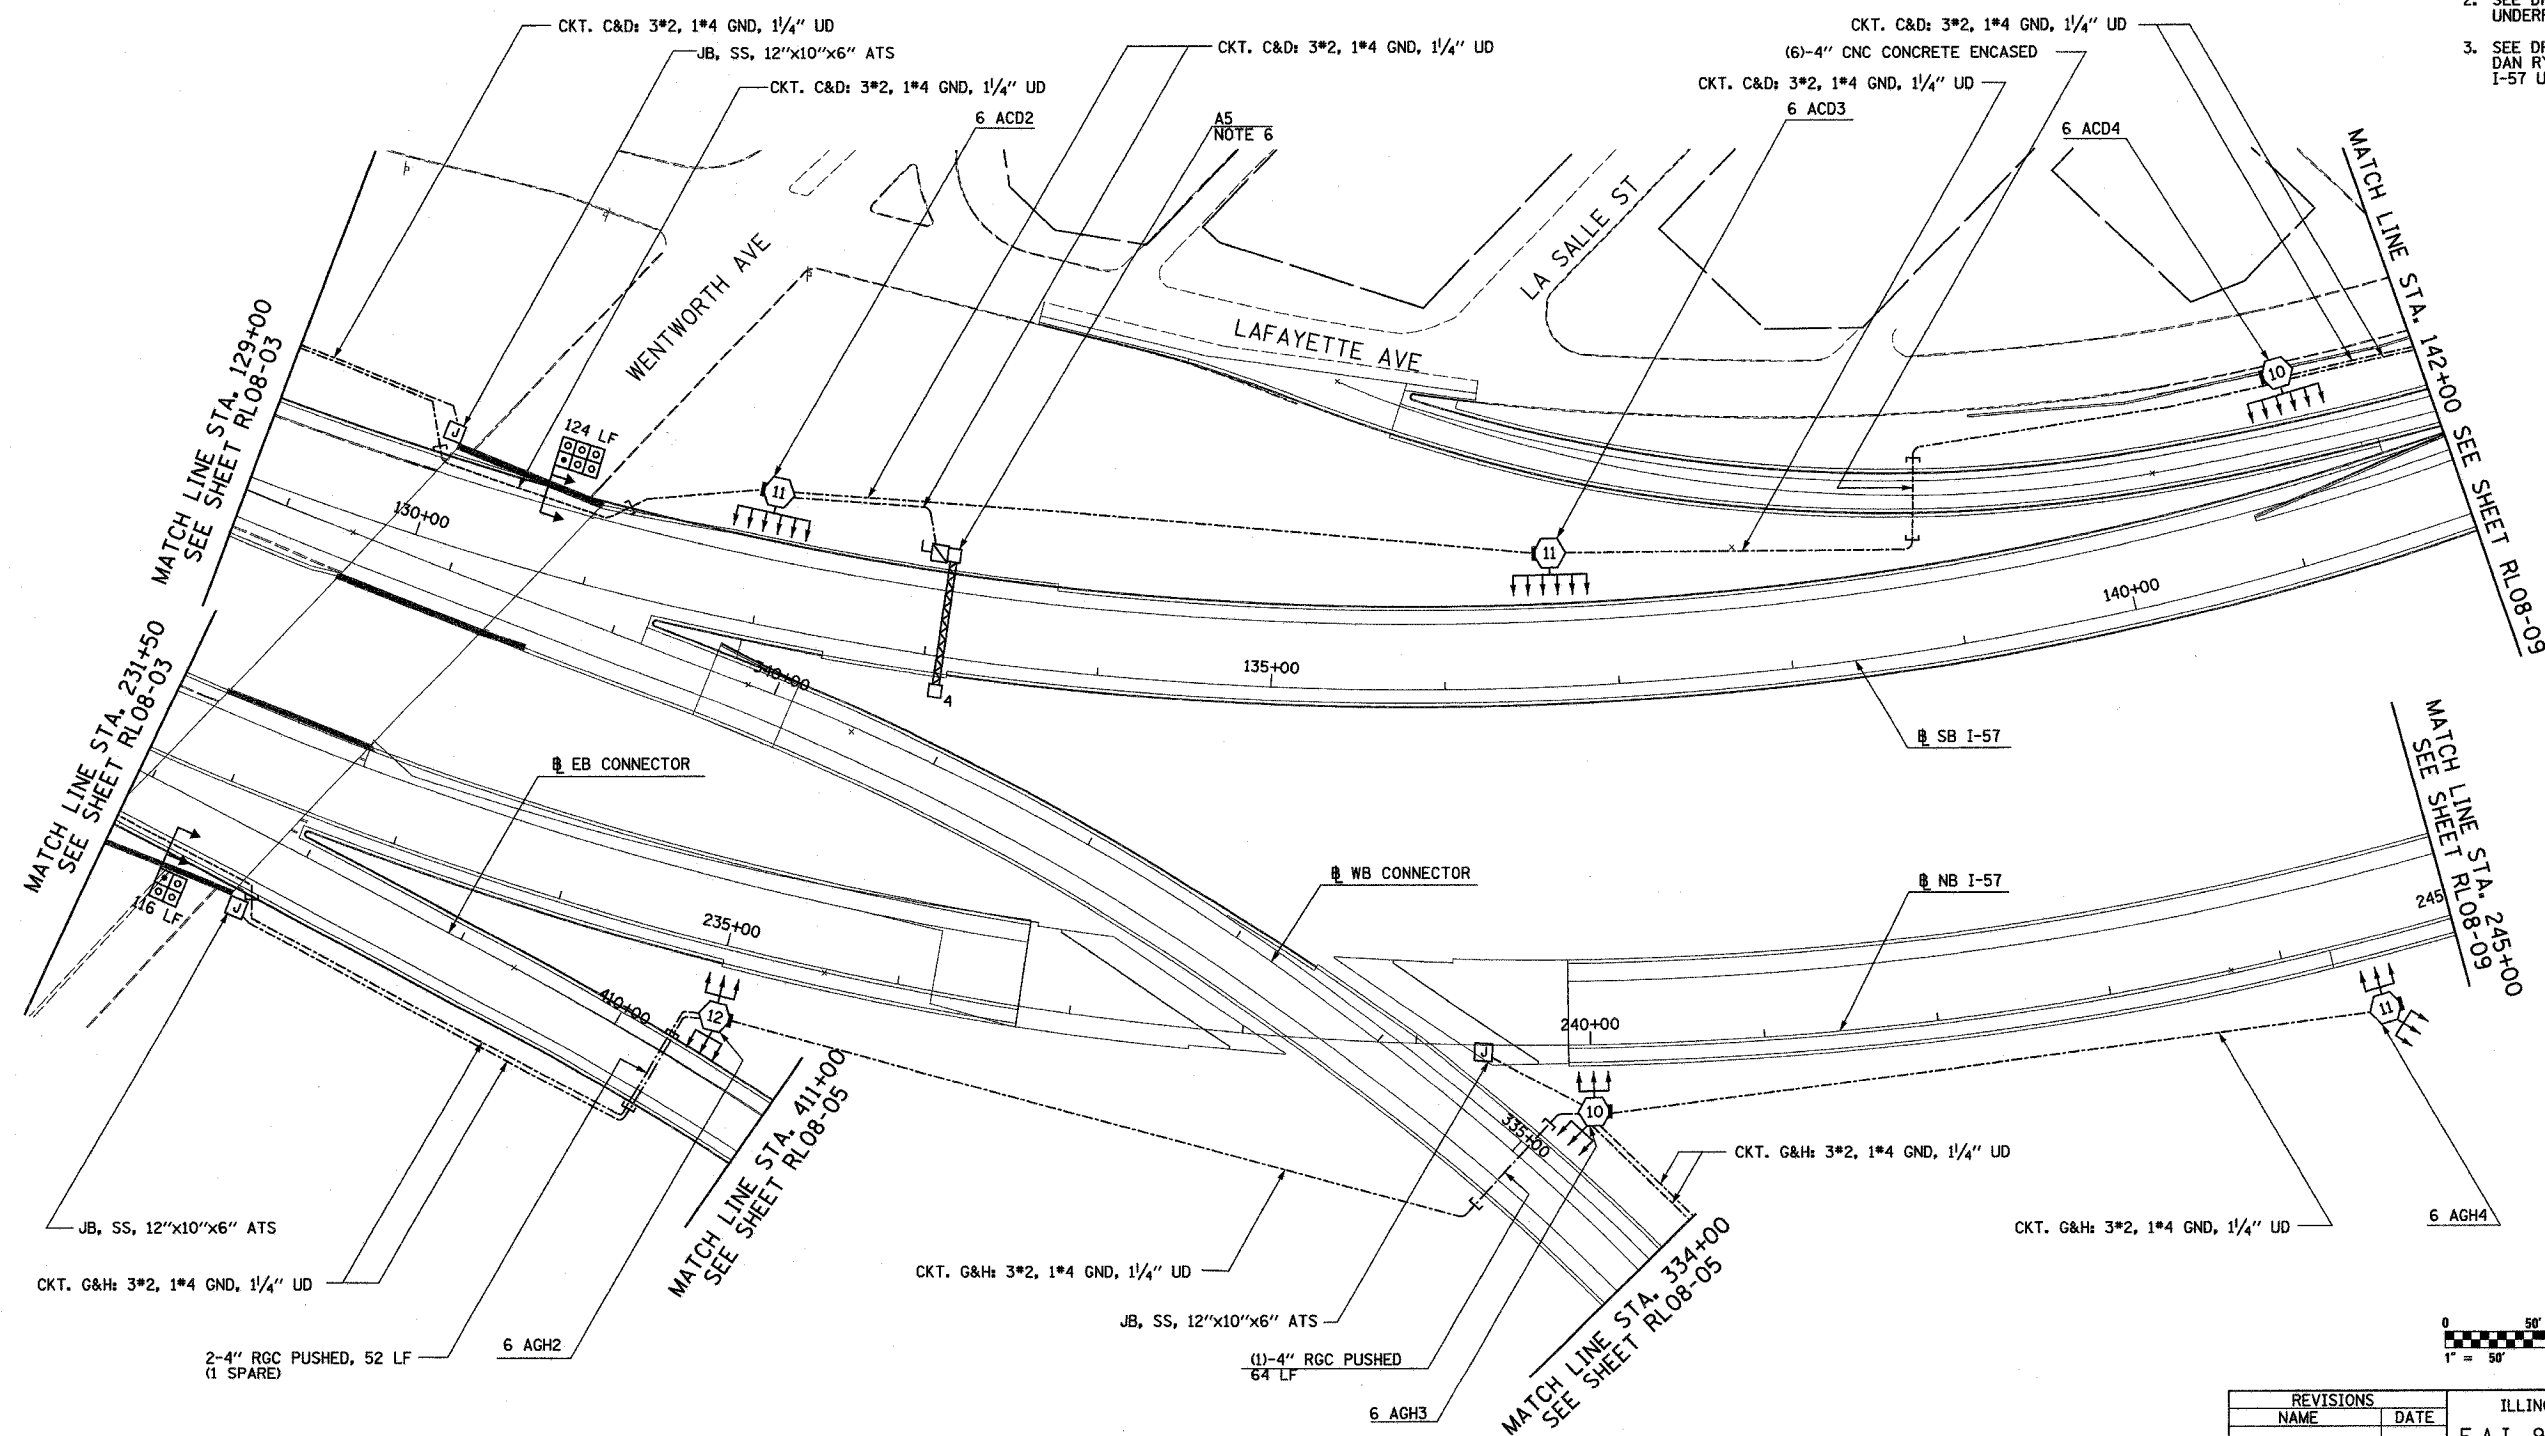 CKT. C&D: 3#2, 1#4 GND, 1¼" UD
JB, SS, 12"x10"x6" ATS
CKT. C&D: 3#2, 1#4 GND, 1¼" UD
6 ACD2
CKT. C&D: 3#2, 1#4 GND, 1¼" UD
A5
NOTE 6
CKT. C&D: 3#2, 1#4 GND, 1¼" UD
(6)-4" CNC CONCRETE ENCASED
CKT. C&D: 3#2, 1#4 GND, 1¼" UD
6 ACD3
6 ACD4
2. SEE
3. SEE
DAN
I-57
MATCH LINE STA. 129+00
SEE SHEET RL08-03
WENTWORTH AVE
LAFAYETTE AVE
LA SALLE ST
MATCH LINE STA. 142+00 SEE SHEET RL08-09
J
124 LF
11
11
10
130+00
135+00
140+00
340+00
4
MATCH LINE STA. 231+50
SEE SHEET RL08-03
℄ EB CONNECTOR
℄ SB I-57
℄ WB CONNECTOR
℄ NB I-57
MATCH LINE STA. 245+00
SEE SHEET RL08-09
116 LF
J
235+00
245
410+00
12
240+00
J
11
10
335+00
CKT. G&H: 3#2, 1#4 GND, 1¼" UD
JB, SS, 12"x10"x6" ATS
CKT. G&H: 3#2, 1#4 GND, 1¼" UD
2-4" RGC PUSHED, 52 LF
(1 SPARE)
6 AGH2
MATCH LINE STA. 411+00
SEE SHEET RL08-05
CKT. G&H: 3#2, 1#4 GND, 1¼" UD
JB, SS, 12"x10"x6" ATS
(1)-4" RGC PUSHED
64 LF
6 AGH3
MATCH LINE STA. 334+00
SEE SHEET RL08-05
CKT. G&H: 3#2, 1#4 GND, 1¼" UD
6 AGH4
0 50'
1" = 50'
REVISIONS
NAME DATE